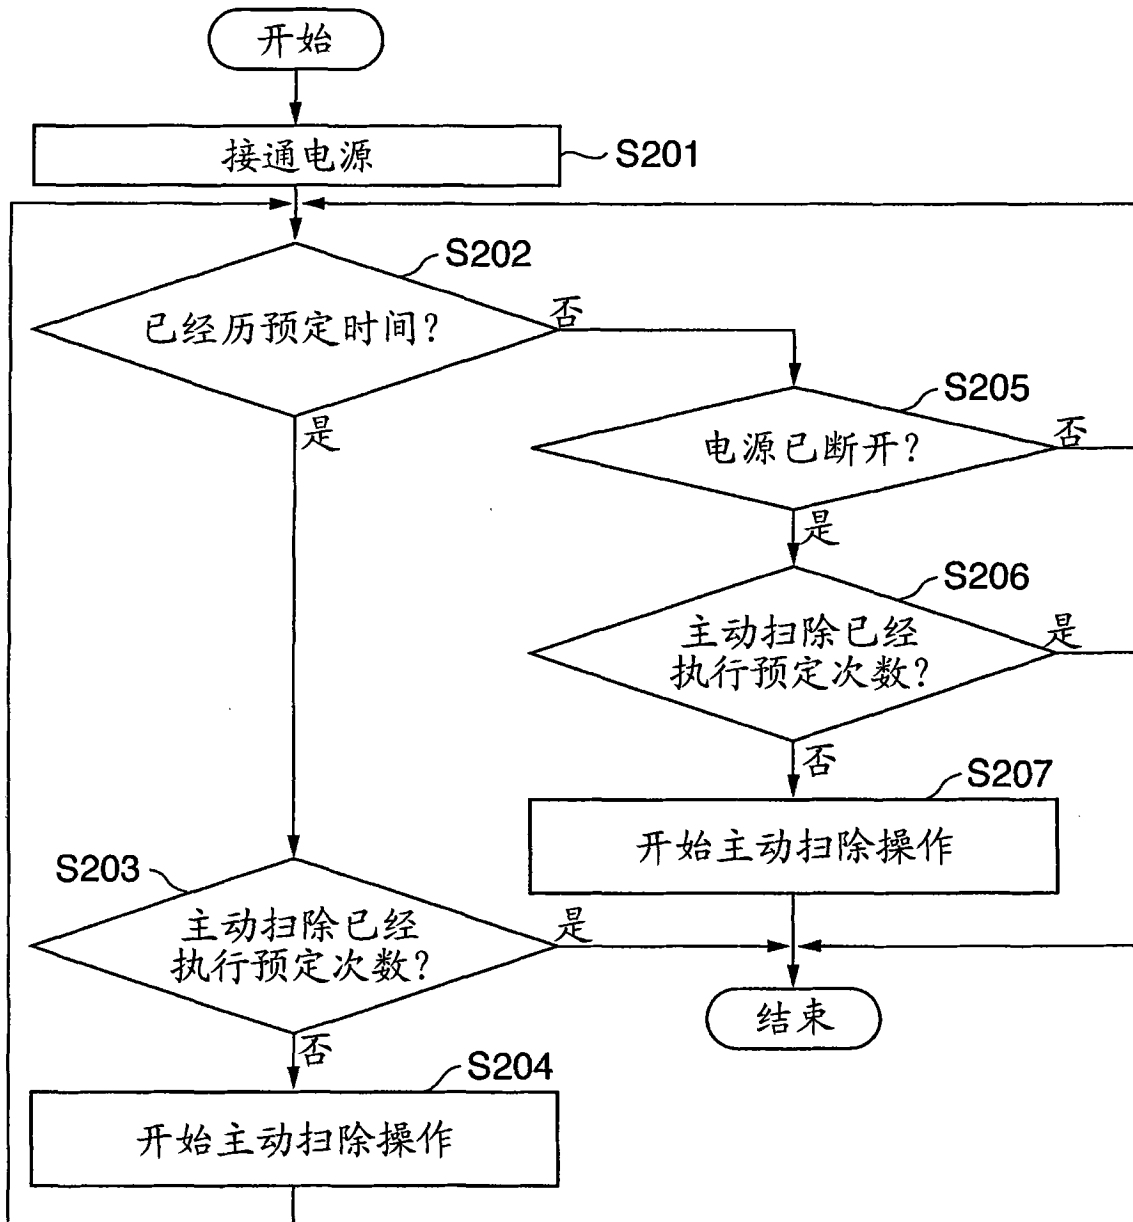 开始
接通电源
S201
S202
已经历预定时间?
否
是
S205
电源已断开?
否
是
S206
主动扫除已经
执行预定次数?
是
否
S207
开始主动扫除操作
S203
主动扫除已经
执行预定次数?
是
否
结束
S204
开始主动扫除操作